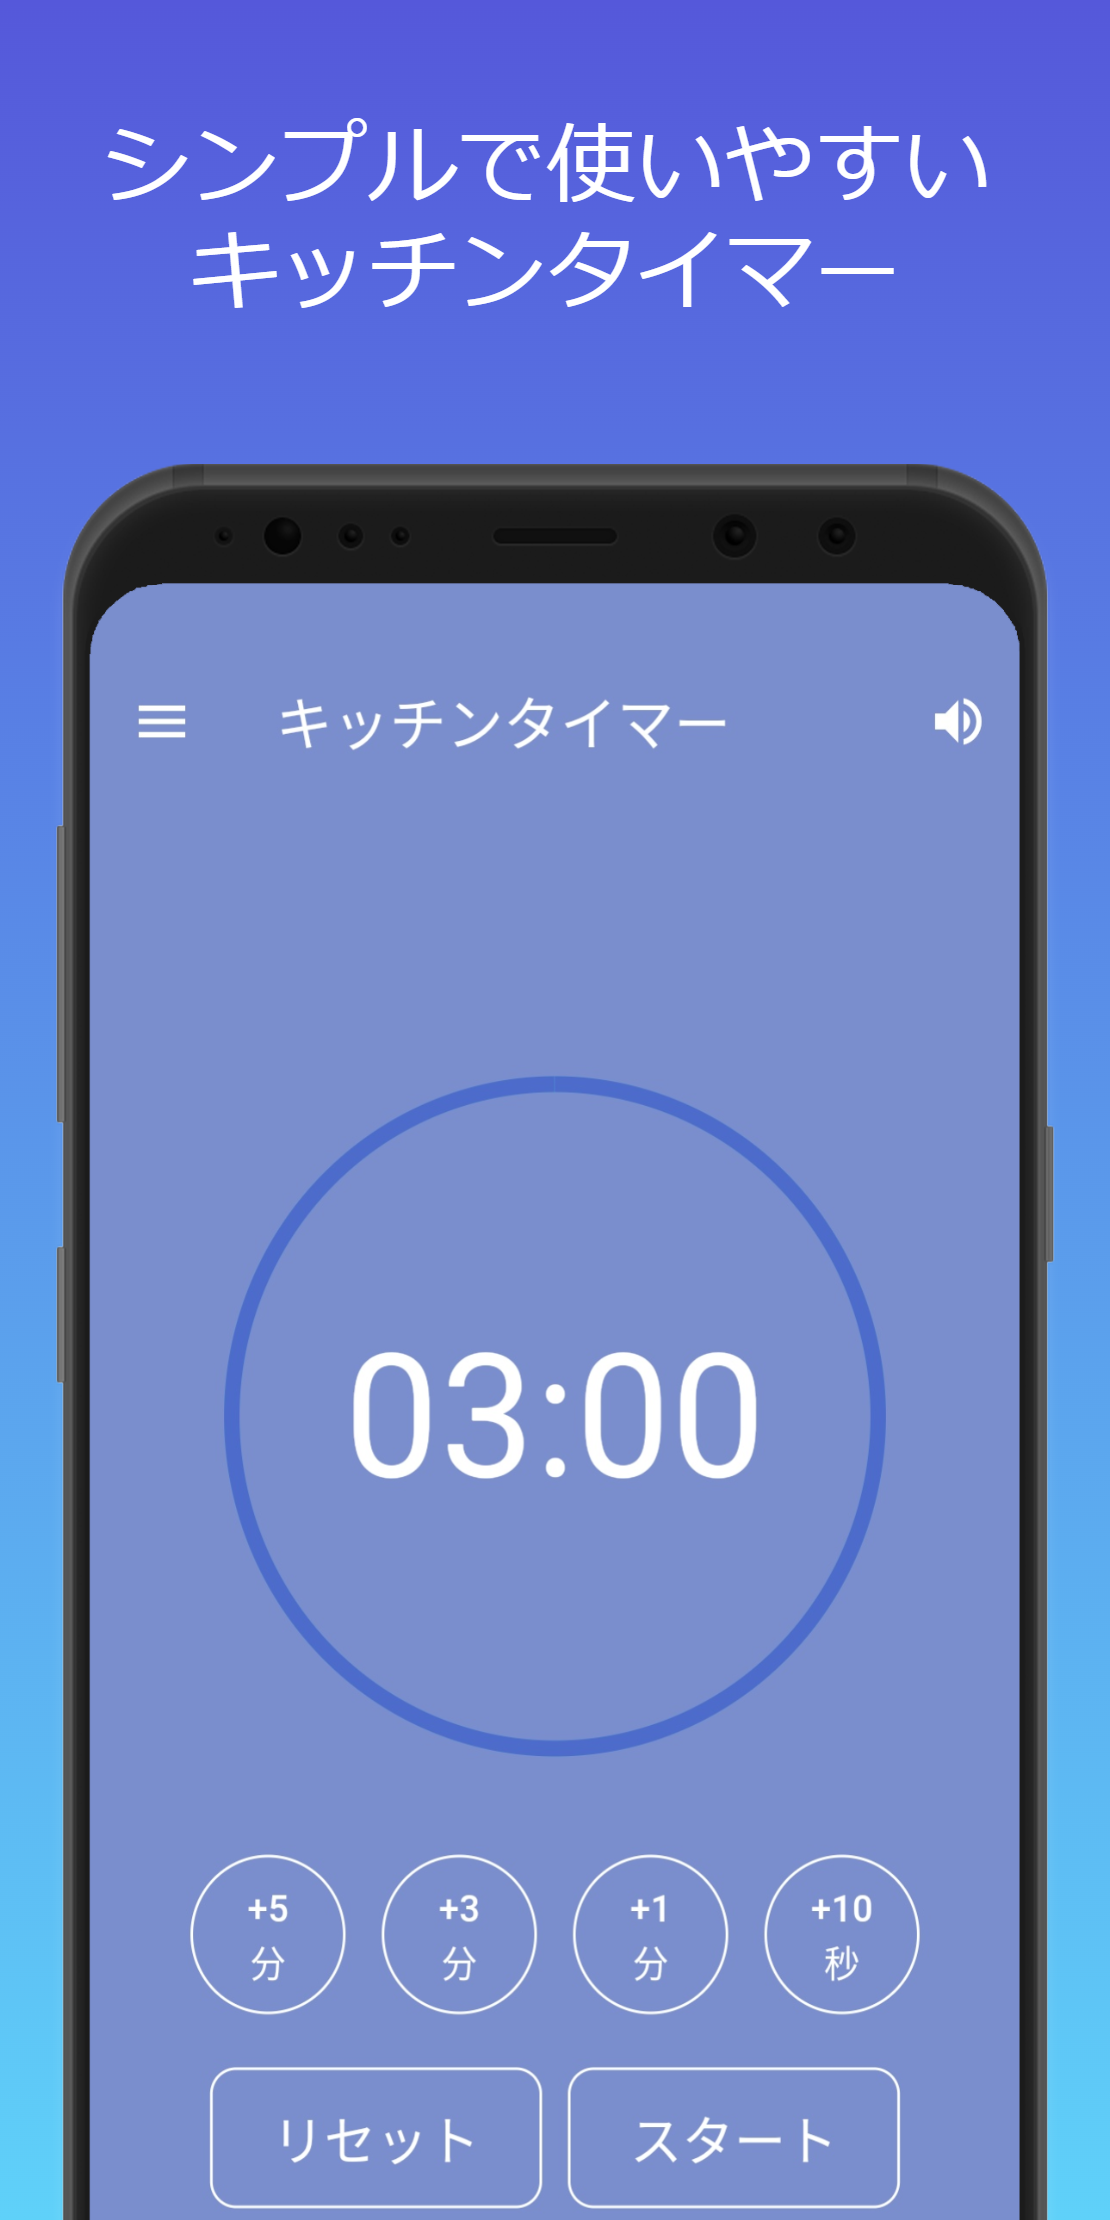 シンプルで使いやすい
キッチンタイマー
キッチンタイマー
03:00
+5
分
+3
分
+1
分
+10
秒
リセット
スタート